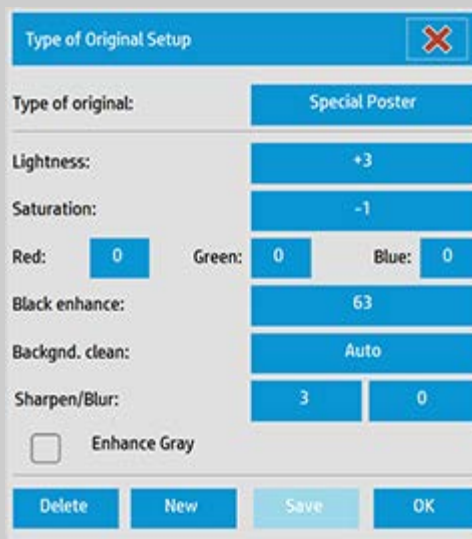 Type of Original Setup
Type of original: Special Poster
Lightness: +3
Saturation: -1
Red: 0 Green: 0 Blue: 0
Black enhance: 63
Backgnd. clean: Auto
Sharpen/Blur: 3 0
Enhance Gray
Delete New Save OK